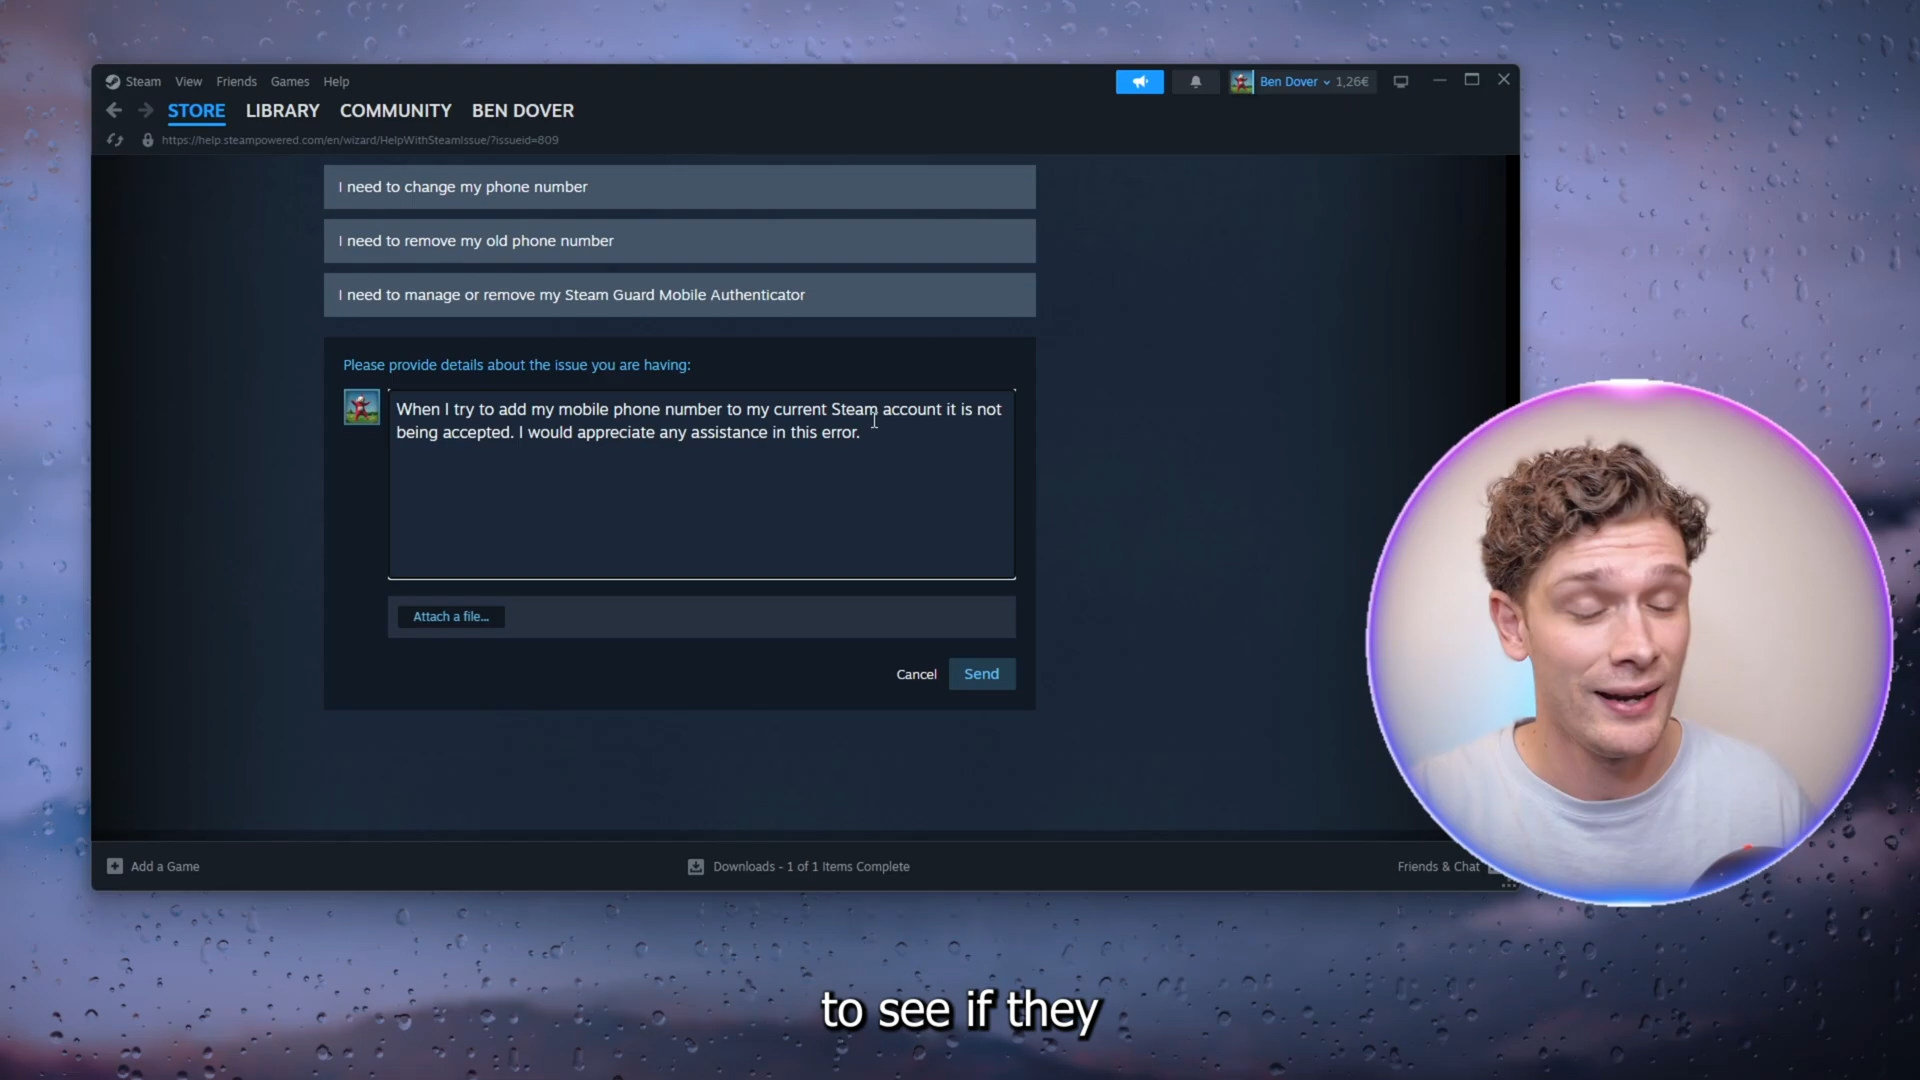 Steam View Friends Games Help
Ben Dover 1,26€
STORE LIBRARY COMMUNITY BEN DOVER
https://help.steampowered.com/en/wizard/HelpWithSteamIssue/?issueid=809
I need to change my phone number
I need to remove my old phone number
I need to manage or remove my Steam Guard Mobile Authenticator
Please provide details about the issue you are having:
When I try to add my mobile phone number to my current Steam account it is not
being accepted. I would appreciate any assistance in this error.
Attach a file...
Cancel Send
Add a Game Downloads - 1 of 1 Items Complete Friends & Chat
to see if they